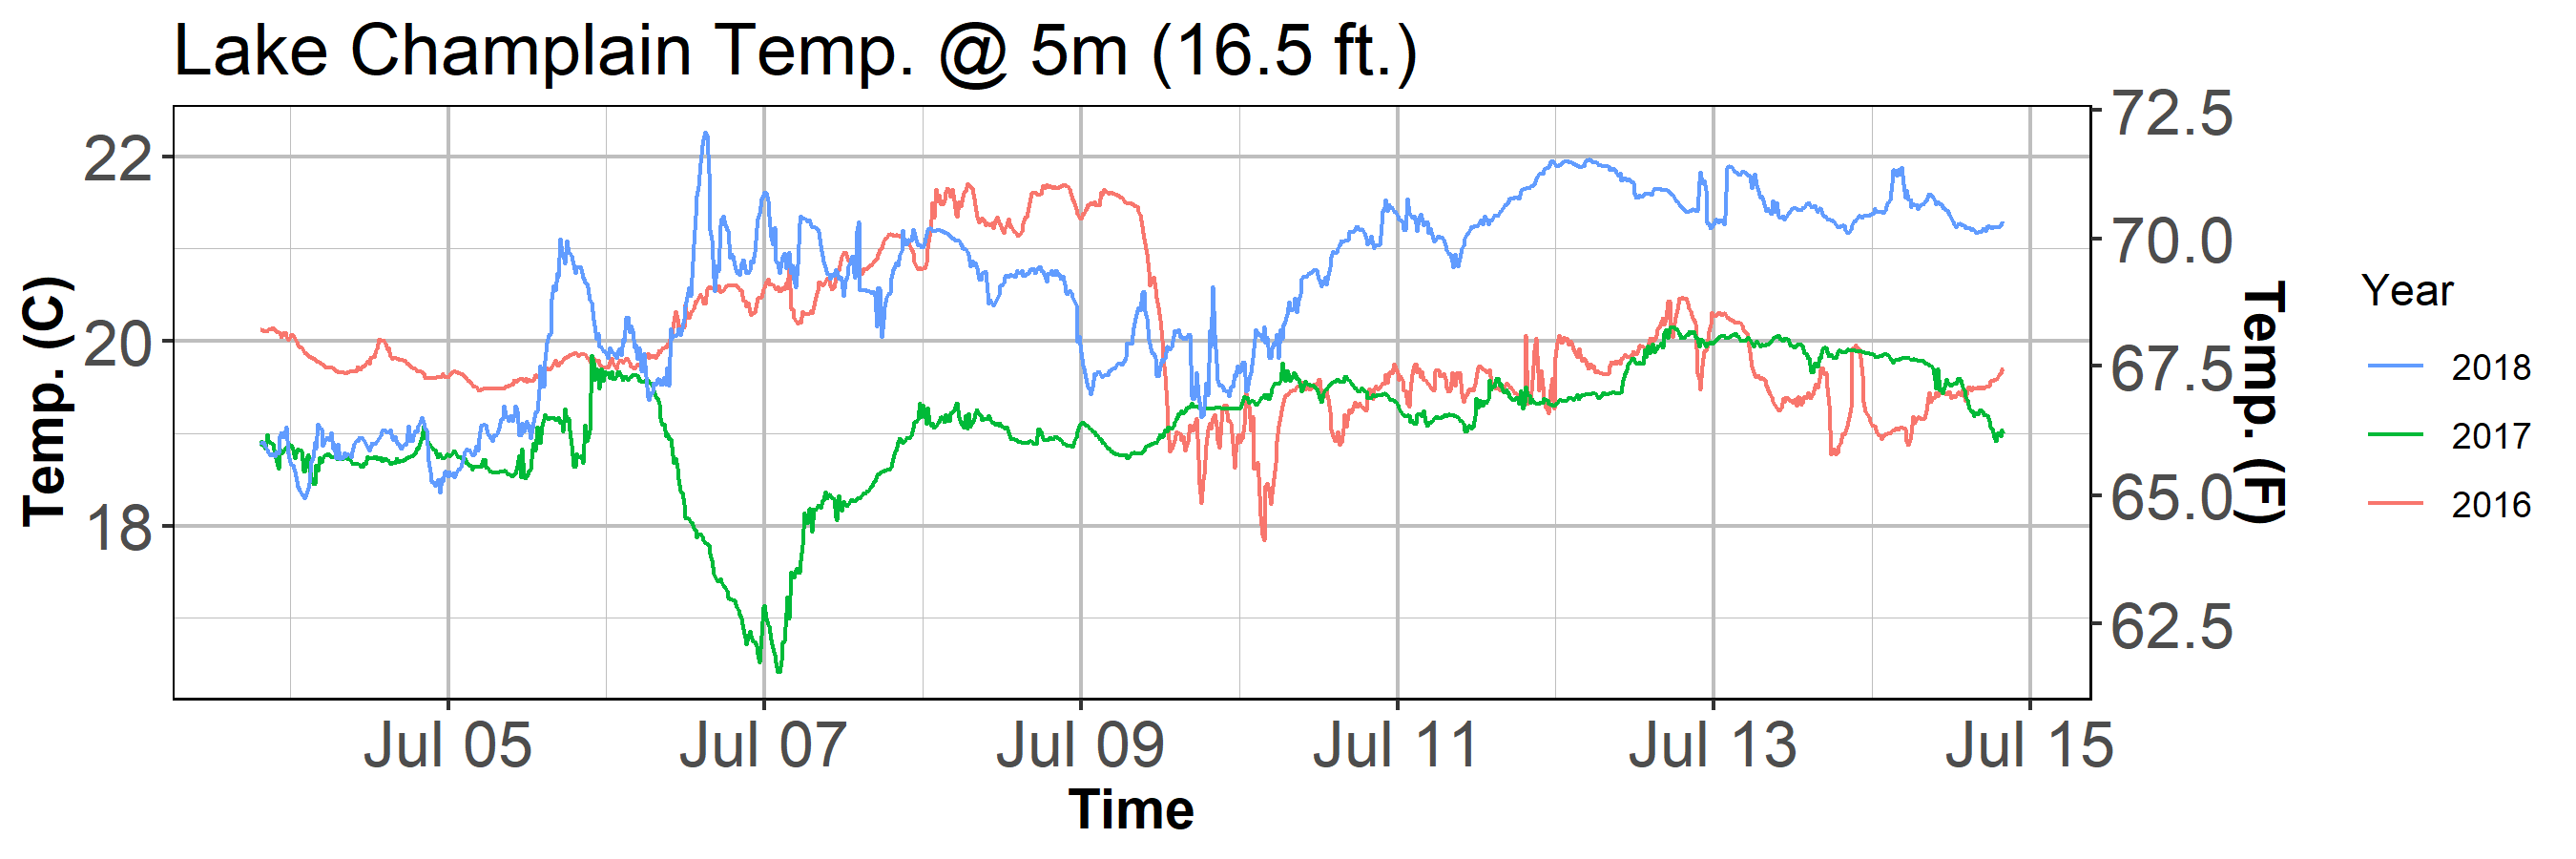 Lake Champlain Temp. @ 5m (16.5 ft.)
Temp. (C)
22
20
18
72.5
70.0
67.5
65.0
62.5
Temp. (F)
Jul 05
Jul 07
Jul 09
Jul 11
Jul 13
Jul 15
Time
Year
2018
2017
2016